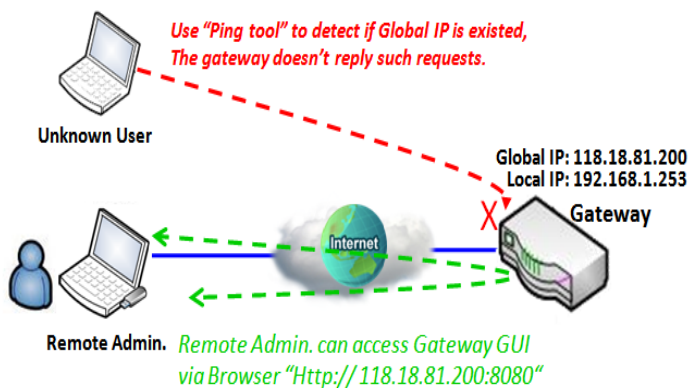 Use “Ping tool” to detect if Global IP is existed,
The gateway doesn’t reply such requests.
Unknown User
Global IP: 118.18.81.200
Local IP: 192.168.1.253
X
Gateway
Internet
Remote Admin.
Remote Admin. can access Gateway GUI
via Browser “Http:// 118.18.81.200:8080“